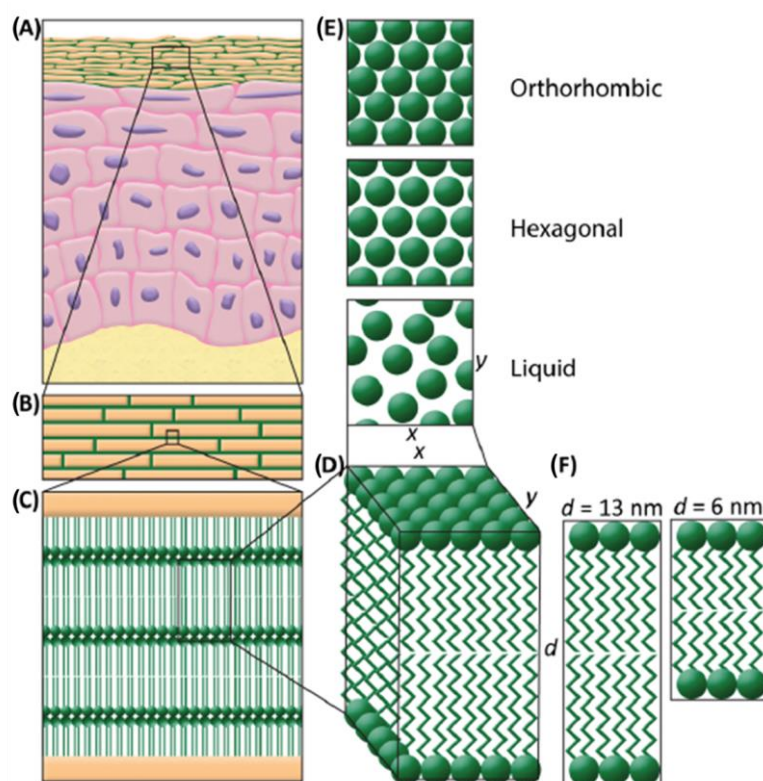 (A)
(E)
Orthorhombic
Hexagonal
y
Liquid
x
(B)
x
(D)
(F)
(C)
y
d = 13 nm
d = 6 nm
d